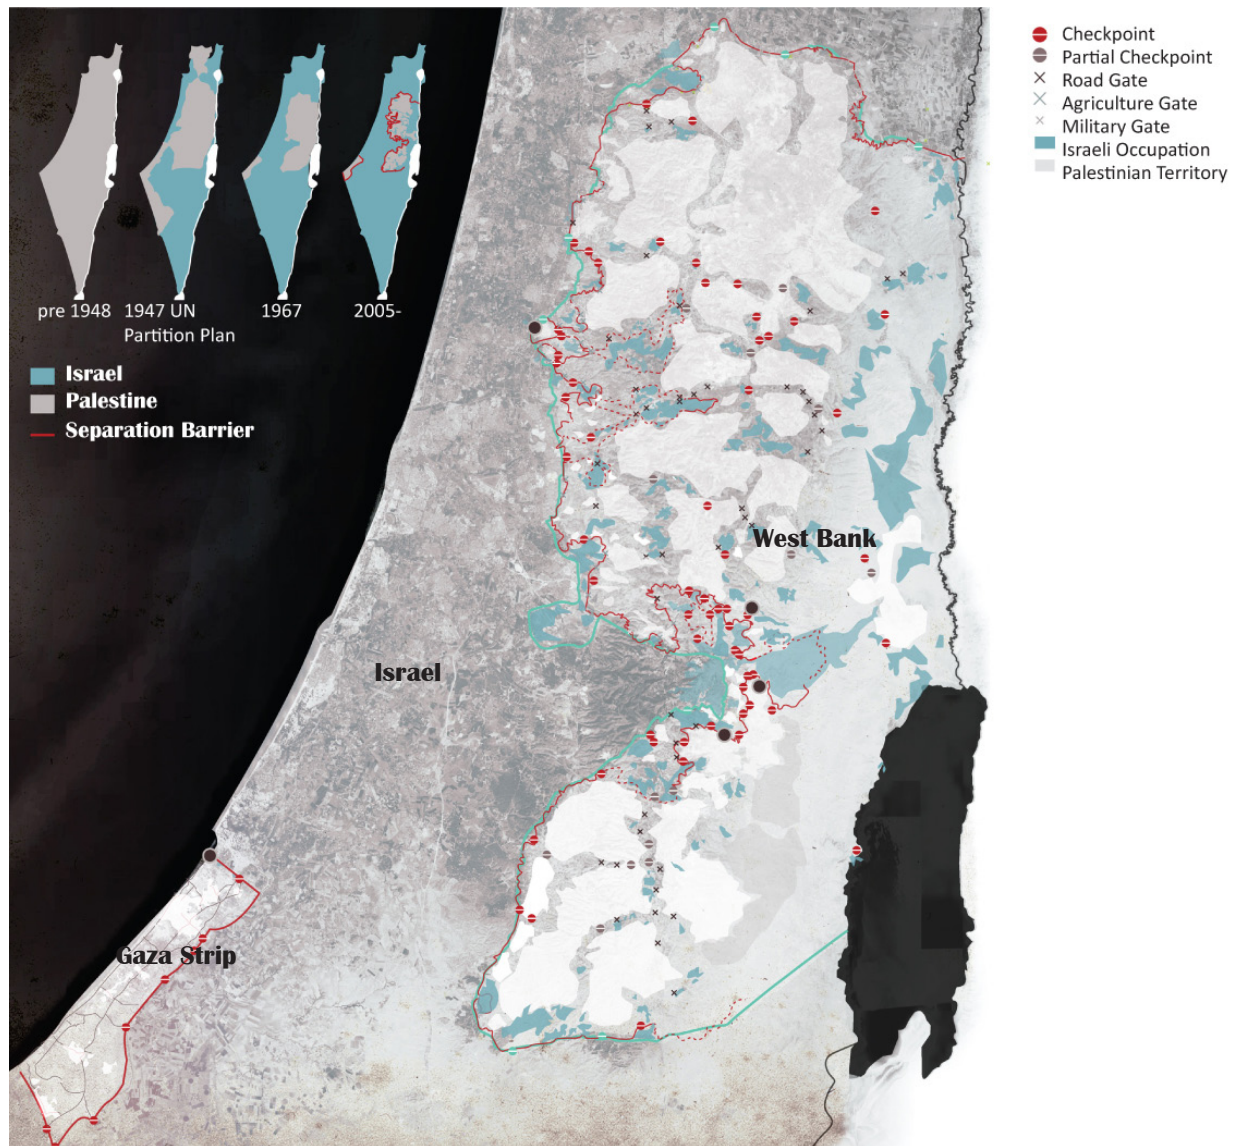 pre 1948
1947 UN
Partition Plan
1967
2005-
Israel
Palestine
Separation Barrier
Checkpoint
Partial Checkpoint
Road Gate
Agriculture Gate
Military Gate
Israeli Occupation
Palestinian Territory
West Bank
Israel
Gaza Strip